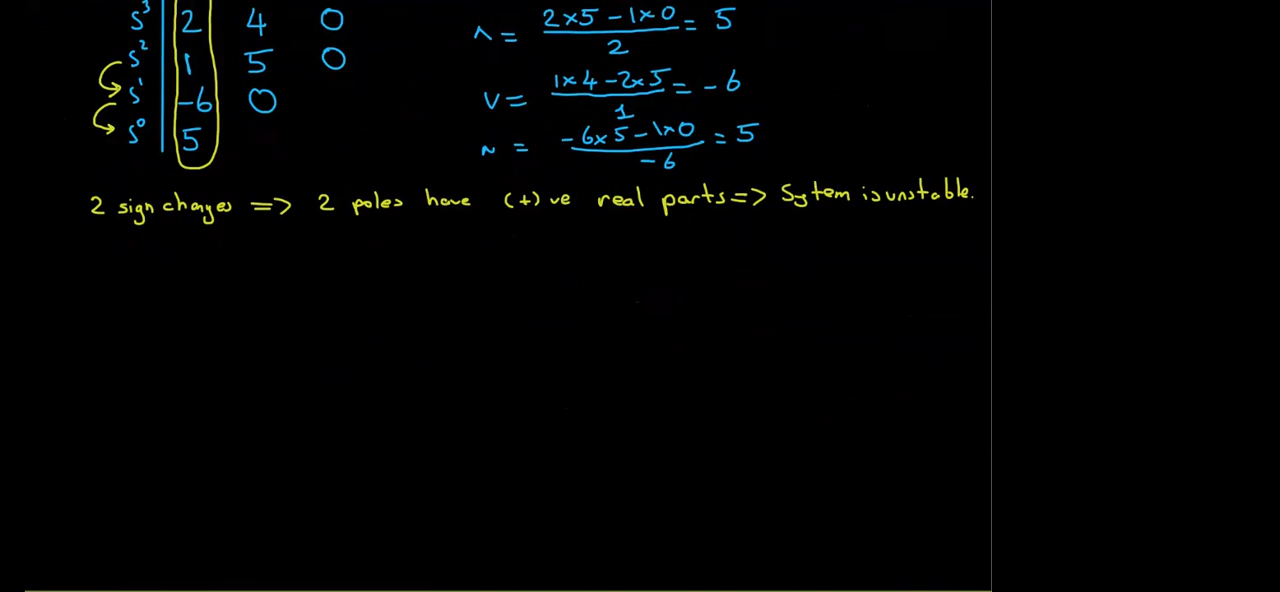 s³ | 2 4 0
s² | 1 5 0
s¹ | -6 0
s⁰ | 5
= (2×5 - 1×0)/2 = 5
= (1×4 - 2×5)/1 = -6
= (-6×5 - 1×0)/-6 = 5
2 sign changes => 2 poles have (+)ve real parts => System is unstable.